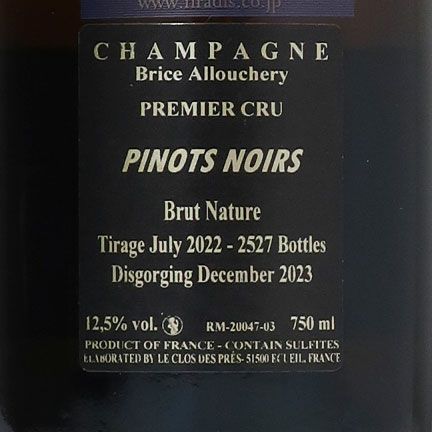 www.firadis.co.jp
CHAMPAGNE
Brice Allouchery
PREMIER CRU
PINOTS NOIRS
Brut Nature
Tirage July 2022 - 2527 Bottles
Disgorging December 2023
12,5% vol. RM-20047-03 750 ml
PRODUCT OF FRANCE - CONTAIN SULFITES
ELABORATED BY LE CLOS DES PRÉS- 51500 ECUEIL, FRANCE